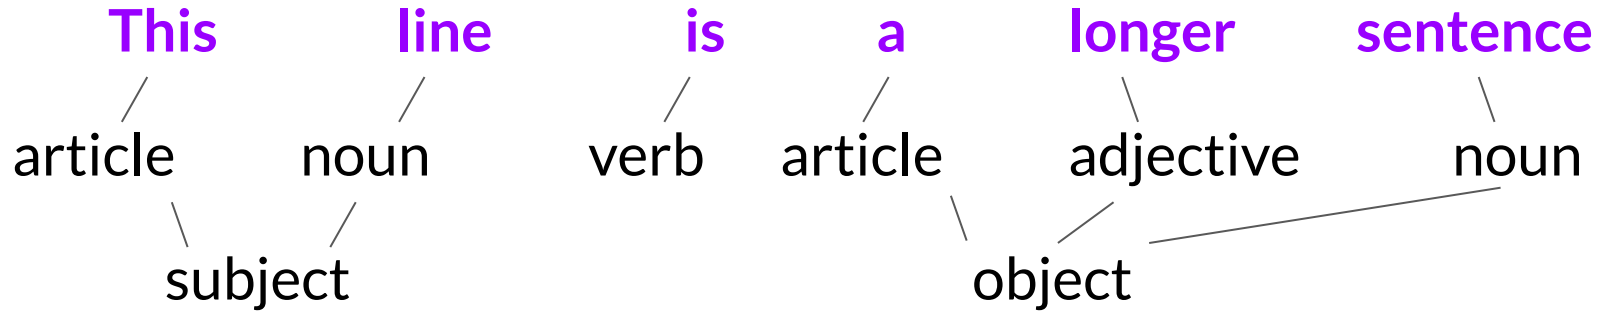 This line is a longer sentence
article noun verb article adjective noun
subject object